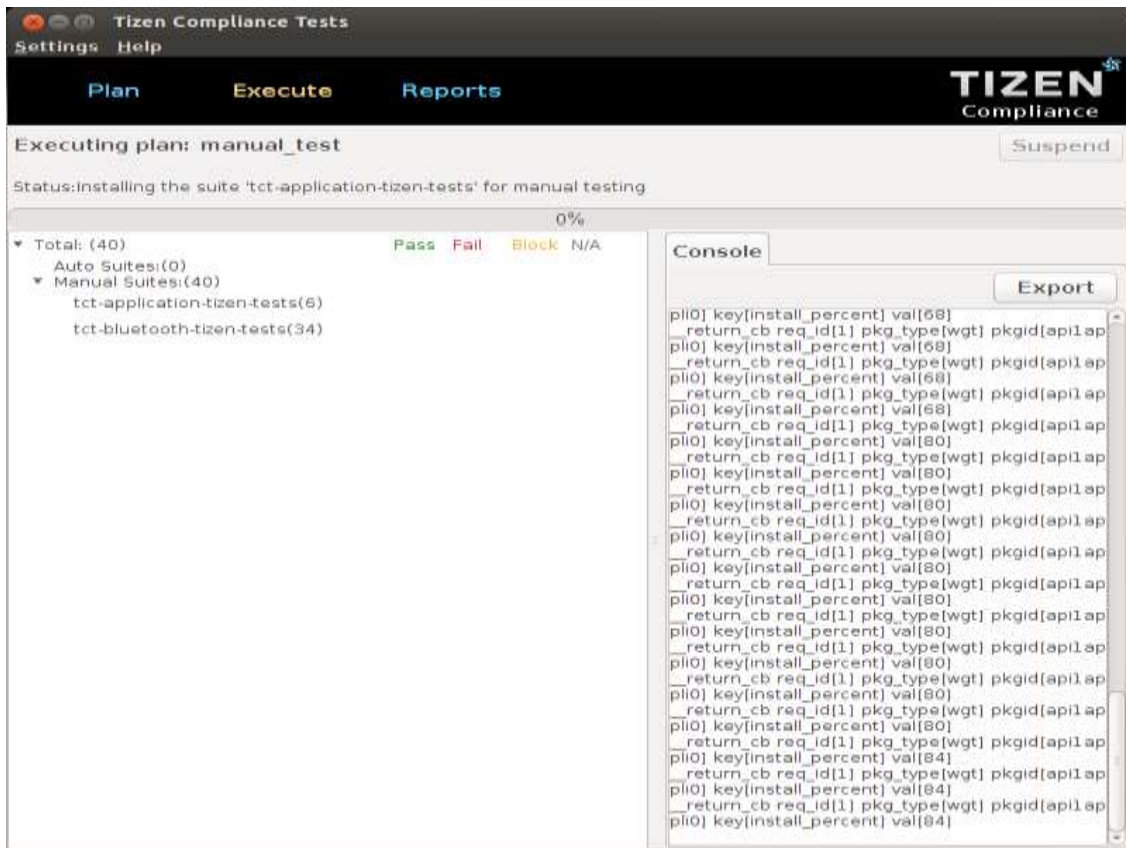 Tizen Compliance Tests
Settings Help
Plan Execute Reports
TIZEN
Compliance
Executing plan: manual_test
Suspend
Status:Installing the suite 'tct-application-tizen-tests' for manual testing
0%
Total: (40) Pass Fail Block N/A
Auto Suites:(0)
Manual Suites:(40)
tct-application-tizen-tests(6)
tct-bluetooth-tizen-tests(34)
Console
Export
pli0] key[install_percent] val[68]
__return_cb req_id[1] pkg_type[wgt] pkgid[api1ap
pli0] key[install_percent] val[68]
__return_cb req_id[1] pkg_type[wgt] pkgid[api1ap
pli0] key[install_percent] val[68]
__return_cb req_id[1] pkg_type[wgt] pkgid[api1ap
pli0] key[install_percent] val[68]
__return_cb req_id[1] pkg_type[wgt] pkgid[api1ap
pli0] key[install_percent] val[80]
__return_cb req_id[1] pkg_type[wgt] pkgid[api1ap
pli0] key[install_percent] val[80]
__return_cb req_id[1] pkg_type[wgt] pkgid[api1ap
pli0] key[install_percent] val[80]
__return_cb req_id[1] pkg_type[wgt] pkgid[api1ap
pli0] key[install_percent] val[80]
__return_cb req_id[1] pkg_type[wgt] pkgid[api1ap
pli0] key[install_percent] val[80]
__return_cb req_id[1] pkg_type[wgt] pkgid[api1ap
pli0] key[install_percent] val[80]
__return_cb req_id[1] pkg_type[wgt] pkgid[api1ap
pli0] key[install_percent] val[80]
__return_cb req_id[1] pkg_type[wgt] pkgid[api1ap
pli0] key[install_percent] val[80]
__return_cb req_id[1] pkg_type[wgt] pkgid[api1ap
pli0] key[install_percent] val[80]
__return_cb req_id[1] pkg_type[wgt] pkgid[api1ap
pli0] key[install_percent] val[80]
__return_cb req_id[1] pkg_type[wgt] pkgid[api1ap
pli0] key[install_percent] val[84]
__return_cb req_id[1] pkg_type[wgt] pkgid[api1ap
pli0] key[install_percent] val[84]
__return_cb req_id[1] pkg_type[wgt] pkgid[api1ap
pli0] key[install_percent] val[84]